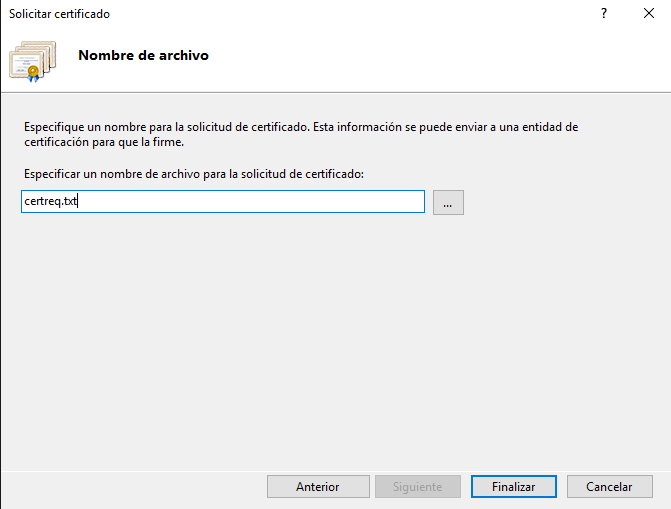 Solicitar certificado
?
Nombre de archivo
Especifique un nombre para la solicitud de certificado. Esta información se puede enviar a una entidad de
certificación para que la firme.
Especificar un nombre de archivo para la solicitud de certificado:
certreq.txt
...
Anterior
Siguiente
Finalizar
Cancelar